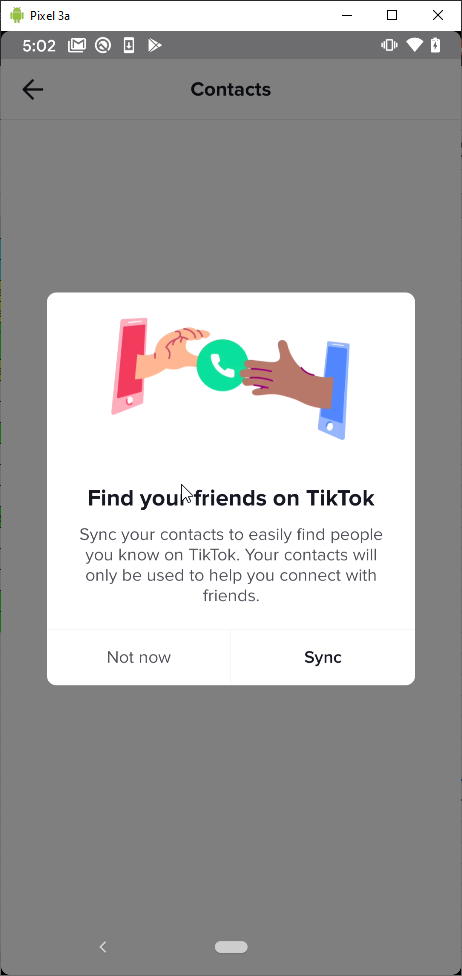 Pixel 3a
5:02
Contacts
Find your friends on TikTok
Sync your contacts to easily find people
you know on TikTok. Your contacts will
only be used to help you connect with
friends.
Not now
Sync